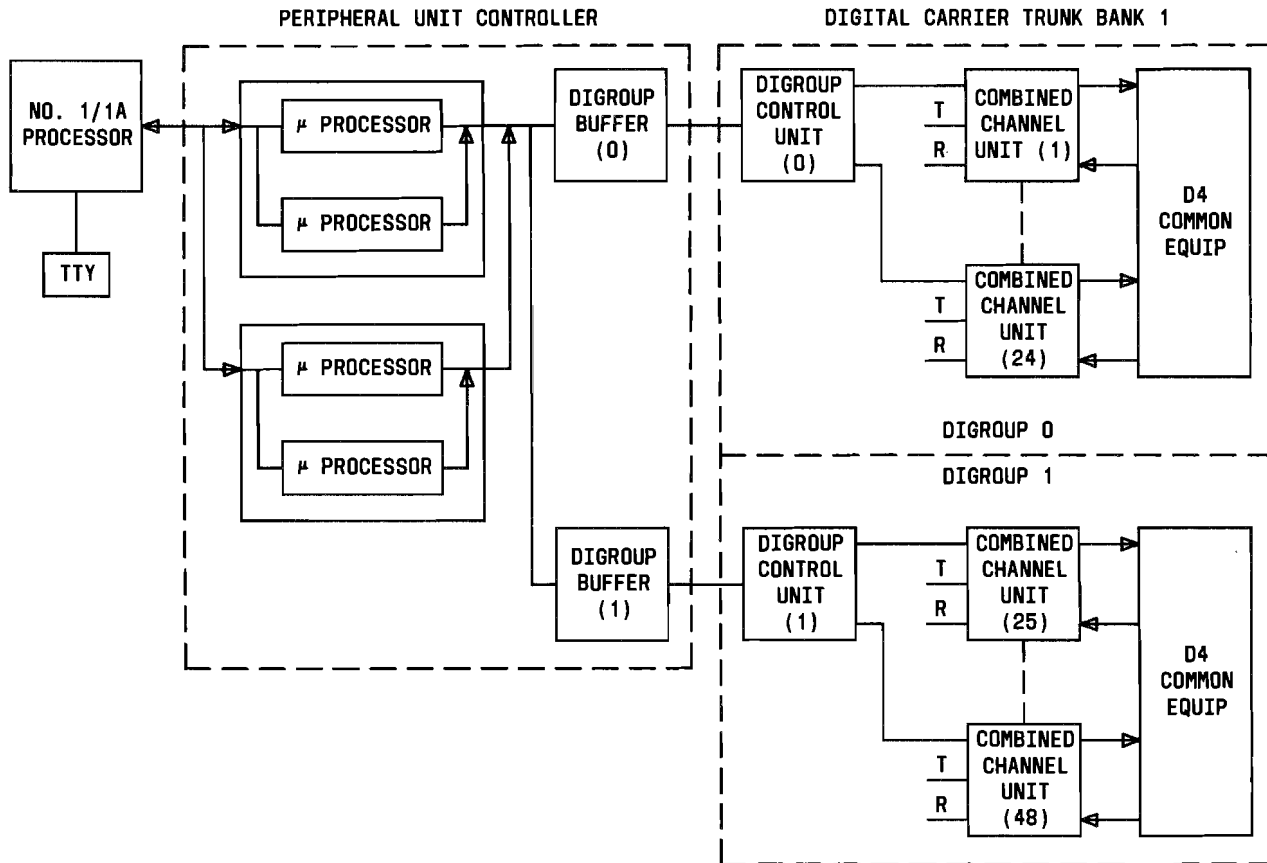 PERIPHERAL UNIT CONTROLLER
DIGITAL CARRIER TRUNK BANK 1
NO. 1/1A
PROCESSOR
TTY
μ PROCESSOR
μ PROCESSOR
μ PROCESSOR
μ PROCESSOR
DIGROUP
BUFFER
(0)
DIGROUP
BUFFER
(1)
DIGROUP
CONTROL
UNIT
(0)
T
R
COMBINED
CHANNEL
UNIT (1)
T
R
COMBINED
CHANNEL
UNIT
(24)
D4
COMMON
EQUIP
DIGROUP 0
DIGROUP 1
DIGROUP
CONTROL
UNIT
(1)
T
R
COMBINED
CHANNEL
UNIT
(25)
T
R
COMBINED
CHANNEL
UNIT
(48)
D4
COMMON
EQUIP